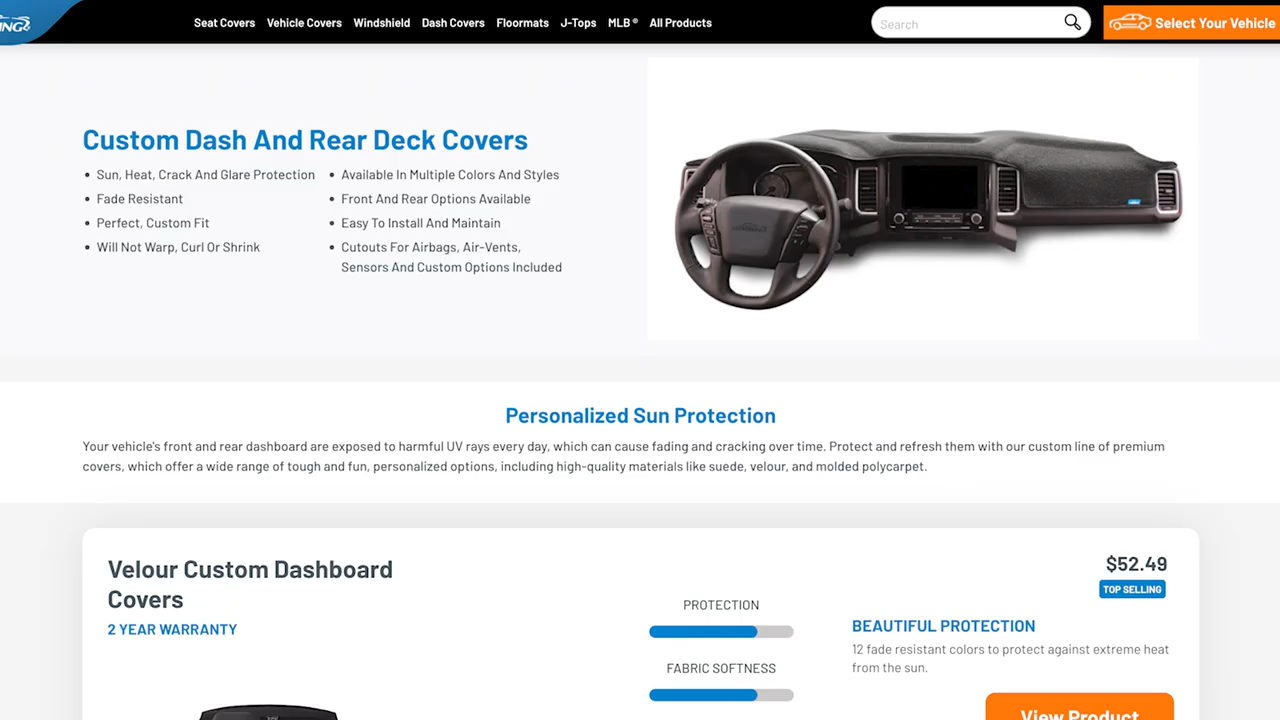 Seat Covers Vehicle Covers Windshield Dash Covers Floormats J-Tops MLB® All Products
Search
Select Your Vehicle
Custom Dash And Rear Deck Covers
• Sun, Heat, Crack And Glare Protection
• Fade Resistant
• Perfect, Custom Fit
• Will Not Warp, Curl Or Shrink
• Available In Multiple Colors And Styles
• Front And Rear Options Available
• Easy To Install And Maintain
• Cutouts For Airbags, Air-Vents,
Sensors And Custom Options Included
Personalized Sun Protection
Your vehicle's front and rear dashboard are exposed to harmful UV rays every day, which can cause fading and cracking over time. Protect and refresh them with our custom line of premium
covers, which offer a wide range of tough and fun, personalized options, including high-quality materials like suede, velour, and molded polycarpet.
Velour Custom Dashboard
Covers
2 YEAR WARRANTY
PROTECTION
FABRIC SOFTNESS
$52.49
TOP SELLING
BEAUTIFUL PROTECTION
12 fade resistant colors to protect against extreme heat
from the sun.
View Product